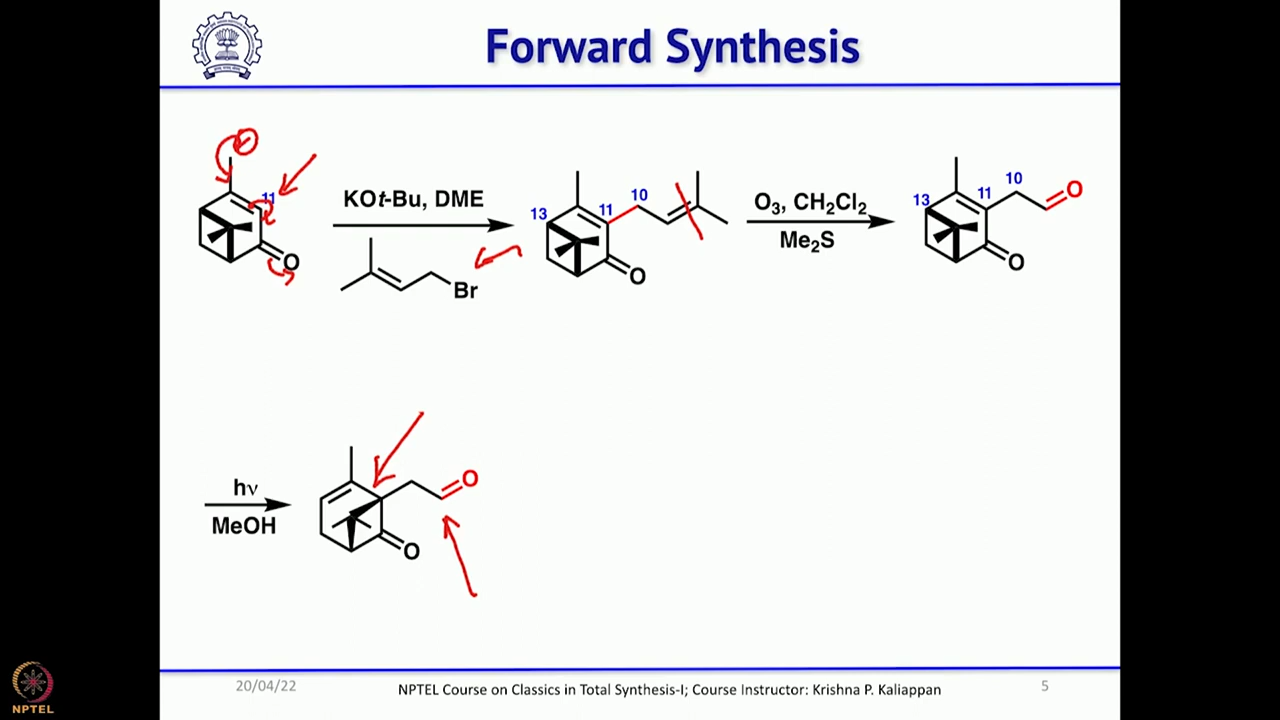 Forward Synthesis
11
O
KOt-Bu, DME
Br
13
11
10
O
O3, CH2Cl2
Me2S
13
11
10
O
O
hν
MeOH
O
O
NPTEL
20/04/22
NPTEL Course on Classics in Total Synthesis-I; Course Instructor: Krishna P. Kaliappan
5